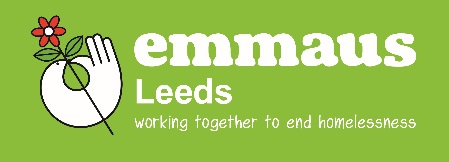 emmaus
Leeds
working together to end homelessness